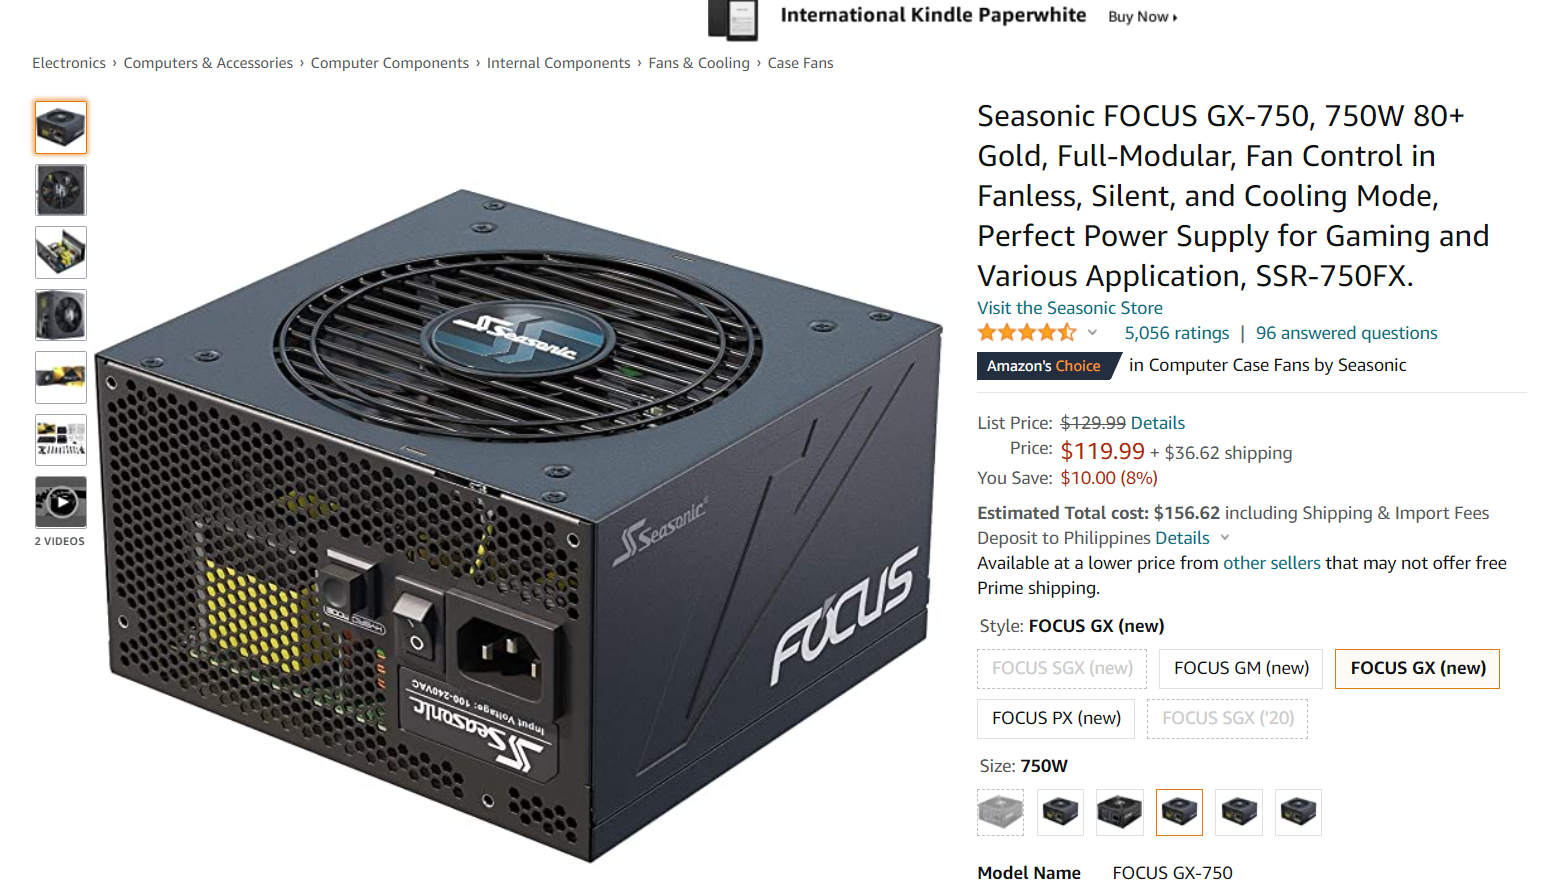 International Kindle Paperwhite Buy Now
Electronics › Computers & Accessories › Computer Components › Internal Components › Fans & Cooling › Case Fans
Seasonic FOCUS GX-750, 750W 80+
Gold, Full-Modular, Fan Control in
Fanless, Silent, and Cooling Mode,
Perfect Power Supply for Gaming and
Various Application, SSR-750FX.
Visit the Seasonic Store
5,056 ratings | 96 answered questions
Amazon's Choice in Computer Case Fans by Seasonic
List Price: $129.99 Details
Price: $119.99 + $36.62 shipping
You Save: $10.00 (8%)
Estimated Total cost: $156.62 including Shipping & Import Fees
Deposit to Philippines Details
Available at a lower price from other sellers that may not offer free
Prime shipping.
Style: FOCUS GX (new)
FOCUS SGX (new) FOCUS GM (new) FOCUS GX (new)
FOCUS PX (new) FOCUS SGX ('20)
Size: 750W
Model Name FOCUS GX-750
2 VIDEOS
Seasonic
Seasonic
FOCUS
HYBRID MODE
Input Voltage: 100-240VAC
Seasonic